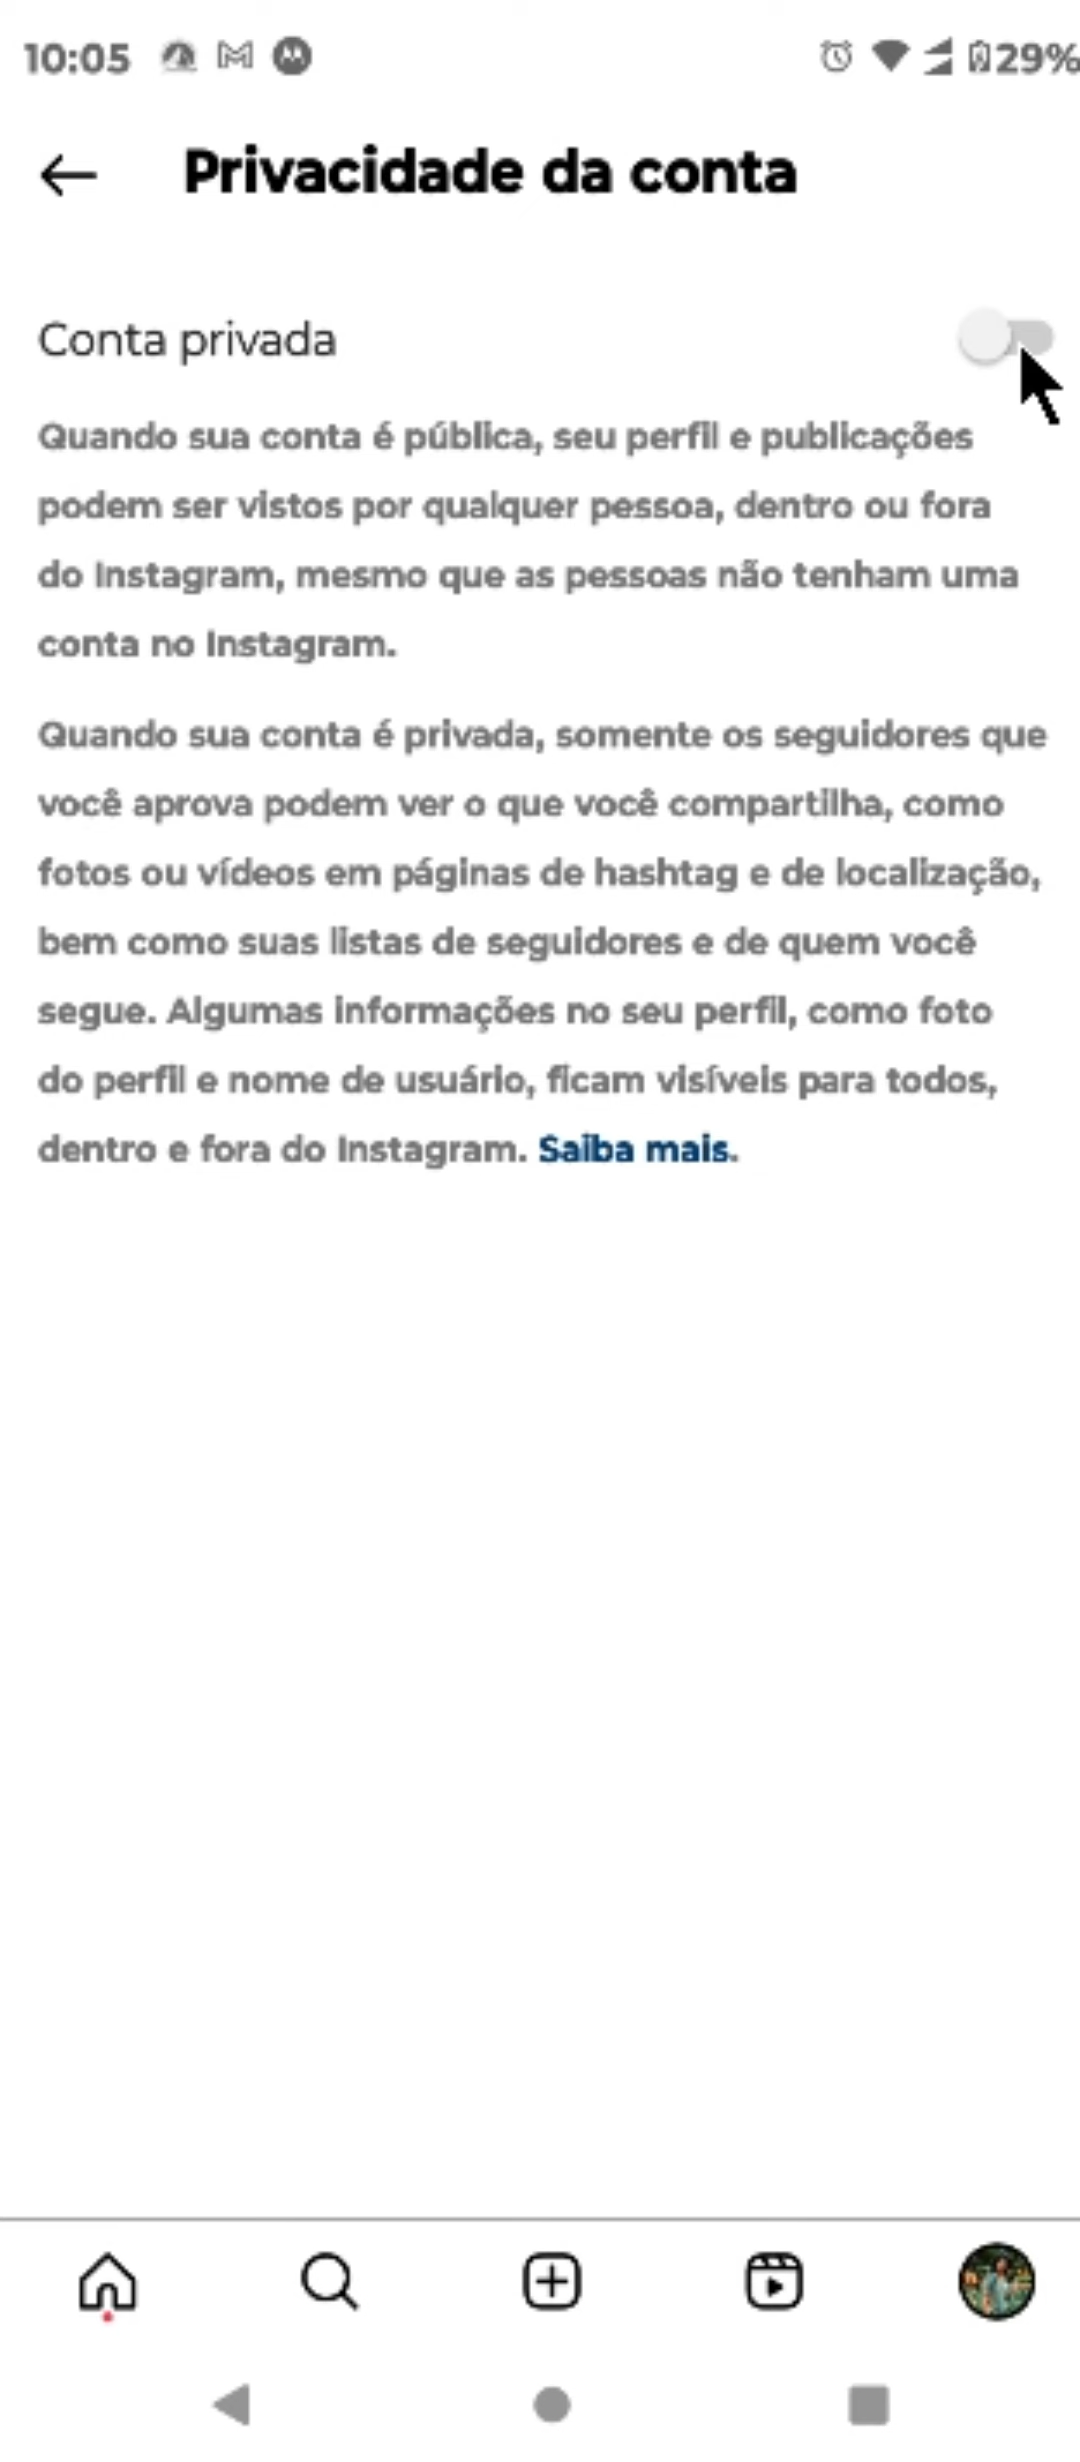 10:05 29%
Privacidade da conta
Conta privada
Quando sua conta é pública, seu perfil e publicações
podem ser vistos por qualquer pessoa, dentro ou fora
do Instagram, mesmo que as pessoas não tenham uma
conta no Instagram.
Quando sua conta é privada, somente os seguidores que
você aprova podem ver o que você compartilha, como
fotos ou vídeos em páginas de hashtag e de localização,
bem como suas listas de seguidores e de quem você
segue. Algumas informações no seu perfil, como foto
do perfil e nome de usuário, ficam visíveis para todos,
dentro e fora do Instagram. Saiba mais.